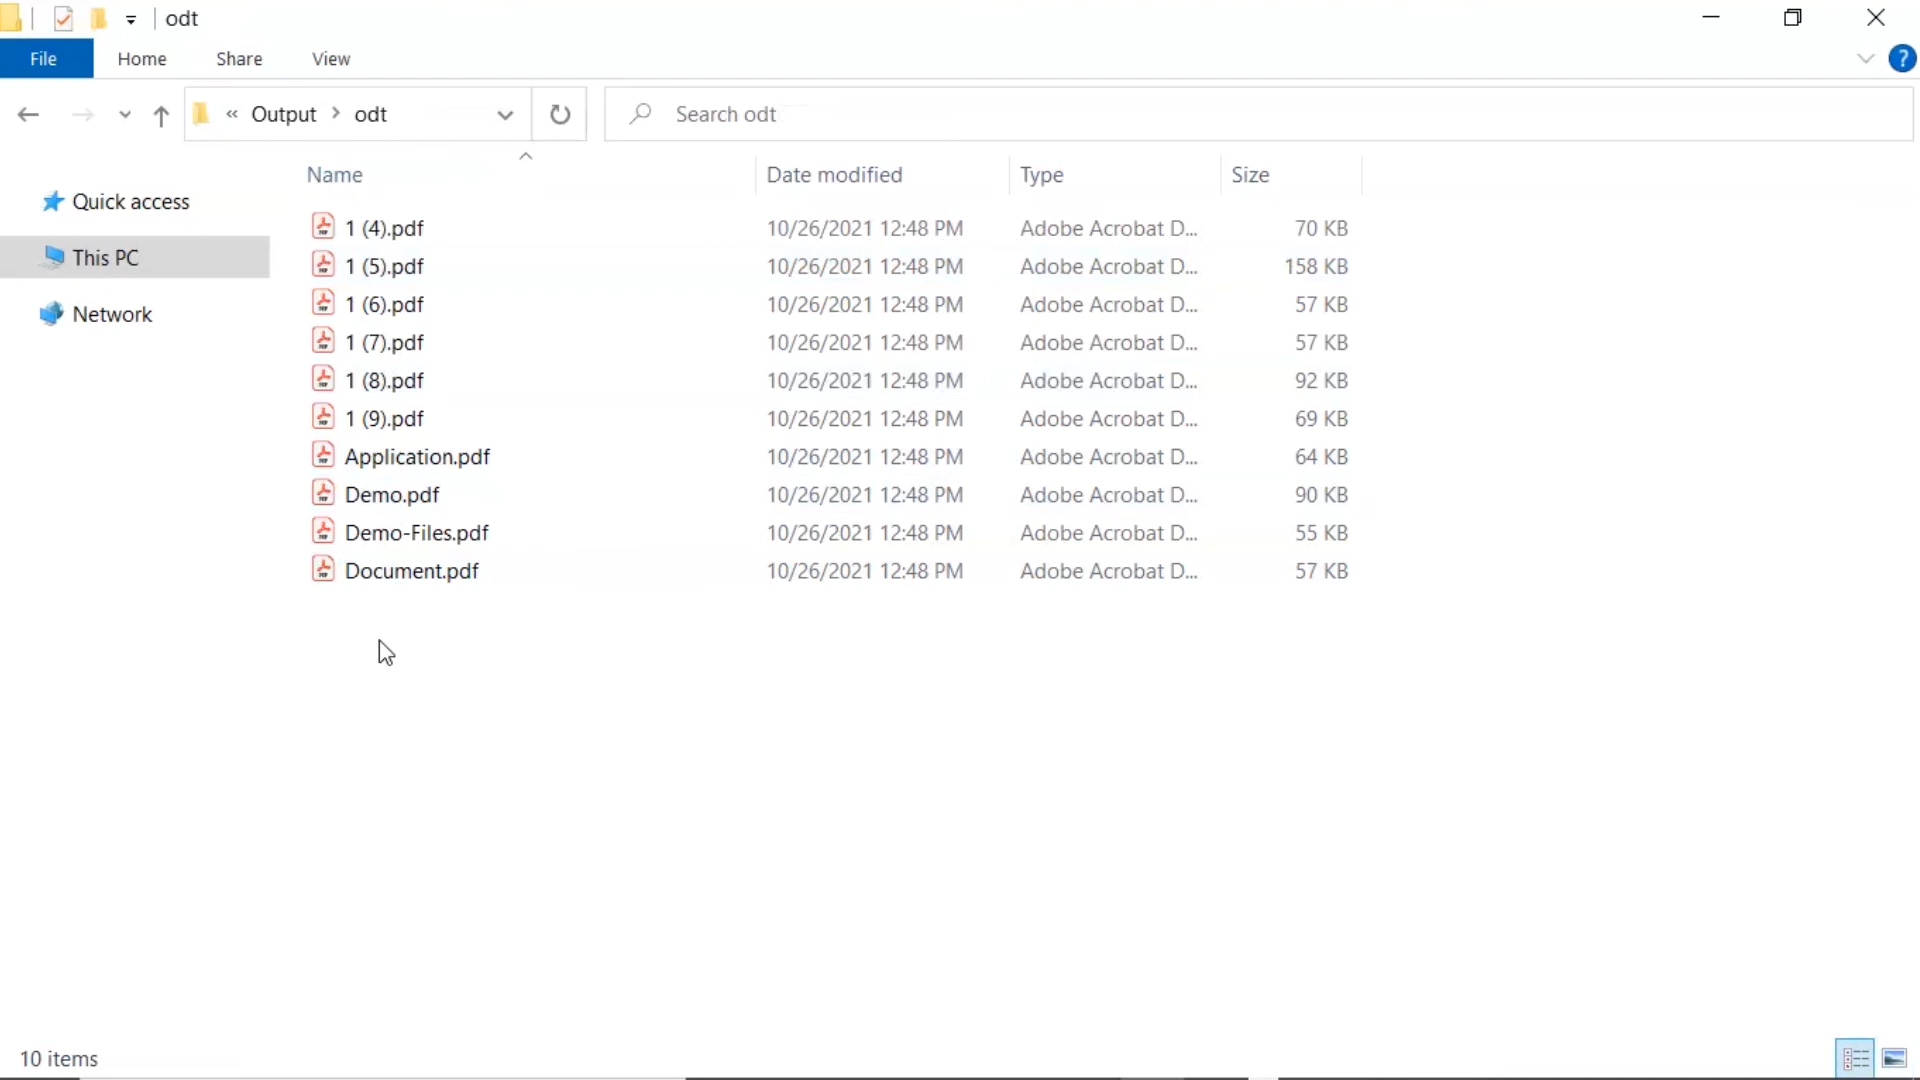 odt
File Home Share View ?
« Output > odt Search odt
Name Date modified Type Size
Quick access
This PC
Network
1 (4).pdf 10/26/2021 12:48 PM Adobe Acrobat D... 70 KB
1 (5).pdf 10/26/2021 12:48 PM Adobe Acrobat D... 158 KB
1 (6).pdf 10/26/2021 12:48 PM Adobe Acrobat D... 57 KB
1 (7).pdf 10/26/2021 12:48 PM Adobe Acrobat D... 57 KB
1 (8).pdf 10/26/2021 12:48 PM Adobe Acrobat D... 92 KB
1 (9).pdf 10/26/2021 12:48 PM Adobe Acrobat D... 69 KB
Application.pdf 10/26/2021 12:48 PM Adobe Acrobat D... 64 KB
Demo.pdf 10/26/2021 12:48 PM Adobe Acrobat D... 90 KB
Demo-Files.pdf 10/26/2021 12:48 PM Adobe Acrobat D... 55 KB
Document.pdf 10/26/2021 12:48 PM Adobe Acrobat D... 57 KB
10 items